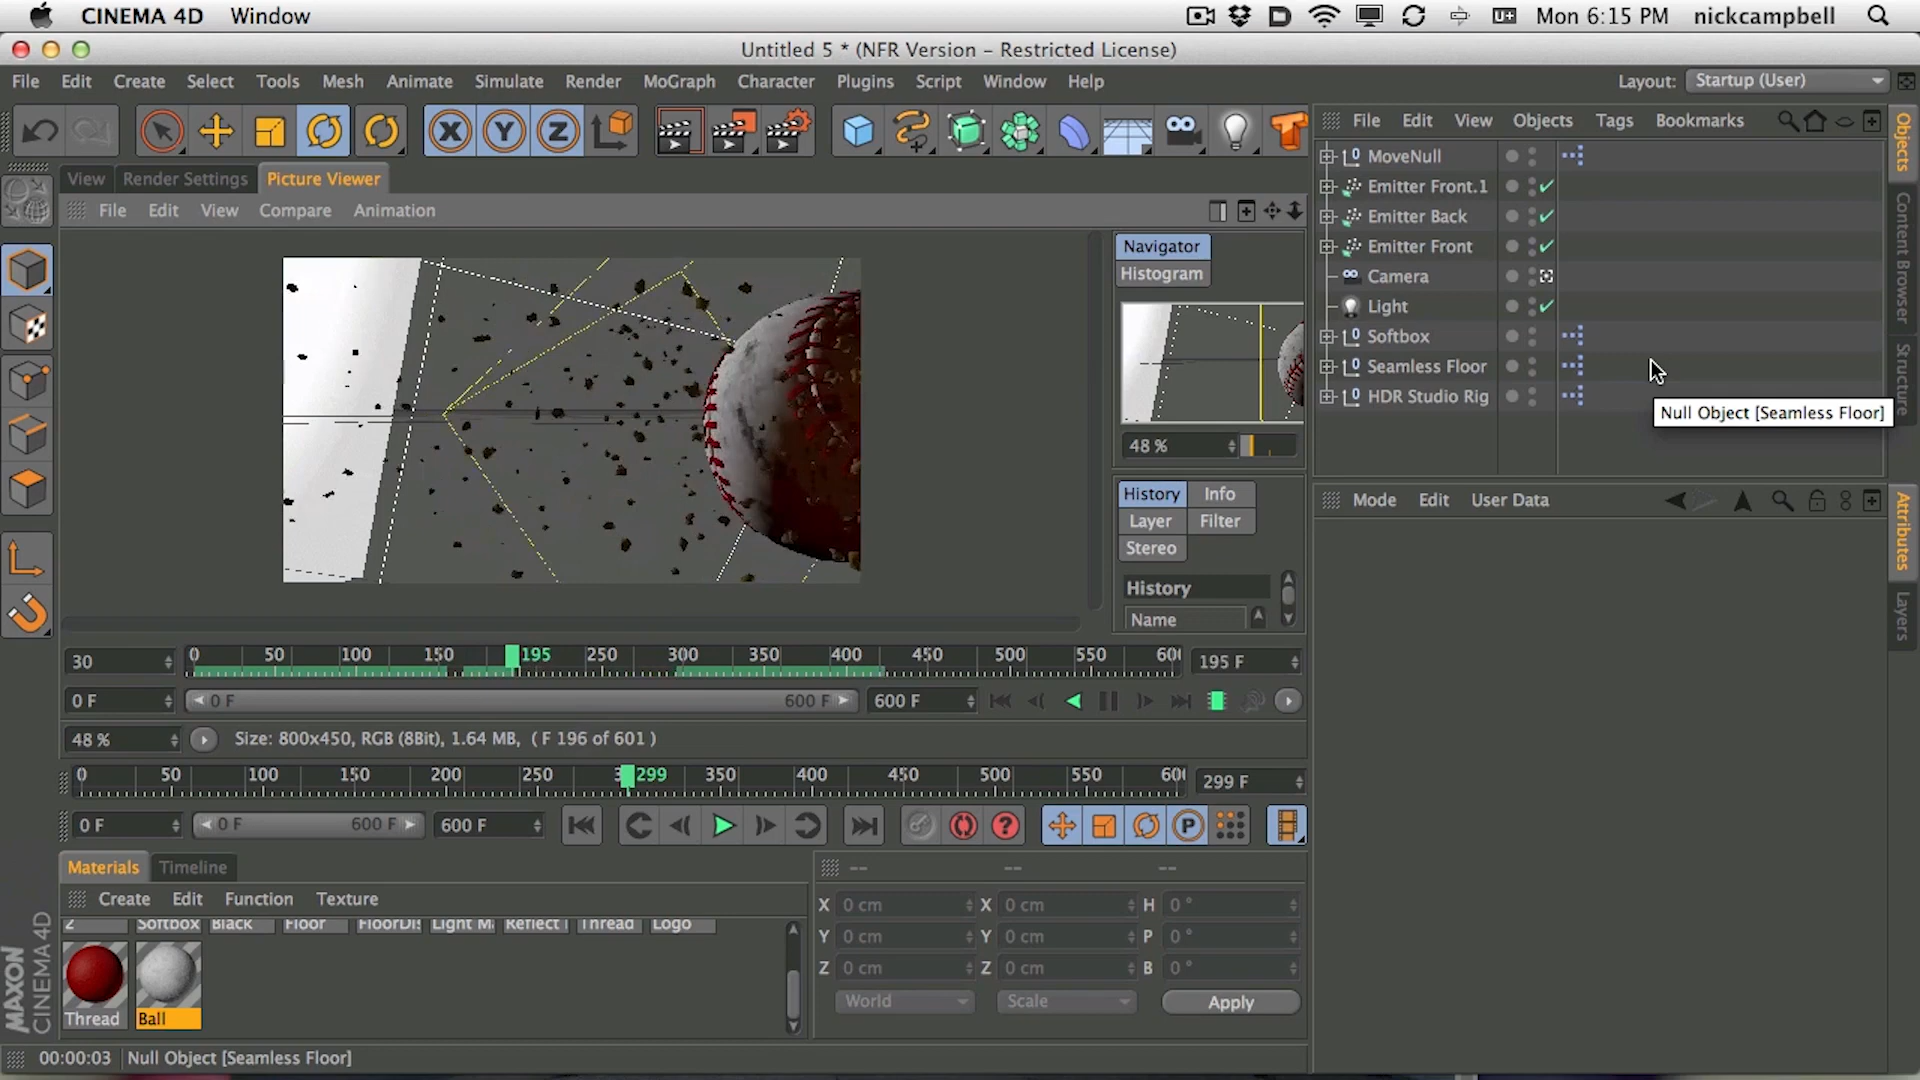 CINEMA 4D Window Mon 6:15 PM nickcampbell
Untitled 5 * (NFR Version – Restricted License)
File Edit Create Select Tools Mesh Animate Simulate Render MoGraph Character Plugins Script Window Help Layout: Startup (User)
X Y Z
File Edit View Objects Tags Bookmarks
MoveNull
Emitter Front.1
Emitter Back
Emitter Front
Camera
Light
Softbox
Seamless Floor
HDR Studio Rig
Null Object [Seamless Floor]
Objects
Content Browser
Structure
View Render Settings Picture Viewer
File Edit View Compare Animation
Navigator
Histogram
48 %
History Info
Layer Filter
Stereo
History
Name
Mode Edit User Data
Attributes
Layers
30 0 50 100 150 195 250 300 350 400 450 500 550 195 F
0 F 0 F 600 F 600 F
48 % Size: 800x450, RGB (8Bit), 1.64 MB, ( F 196 of 601 )
0 50 100 150 200 250 299 350 400 450 500 550 299 F
0 F 0 F 600 F 600 F P
Materials Timeline
Create Edit Function Texture
2 Softbox Black Floor FloorDis Light M Reflect Thread Logo
Thread Ball
-- -- --
X 0 cm X 0 cm H 0 °
Y 0 cm Y 0 cm P 0 °
Z 0 cm Z 0 cm B 0 °
World Scale Apply
MAXON
CINEMA 4D
00:00:03 Null Object [Seamless Floor]